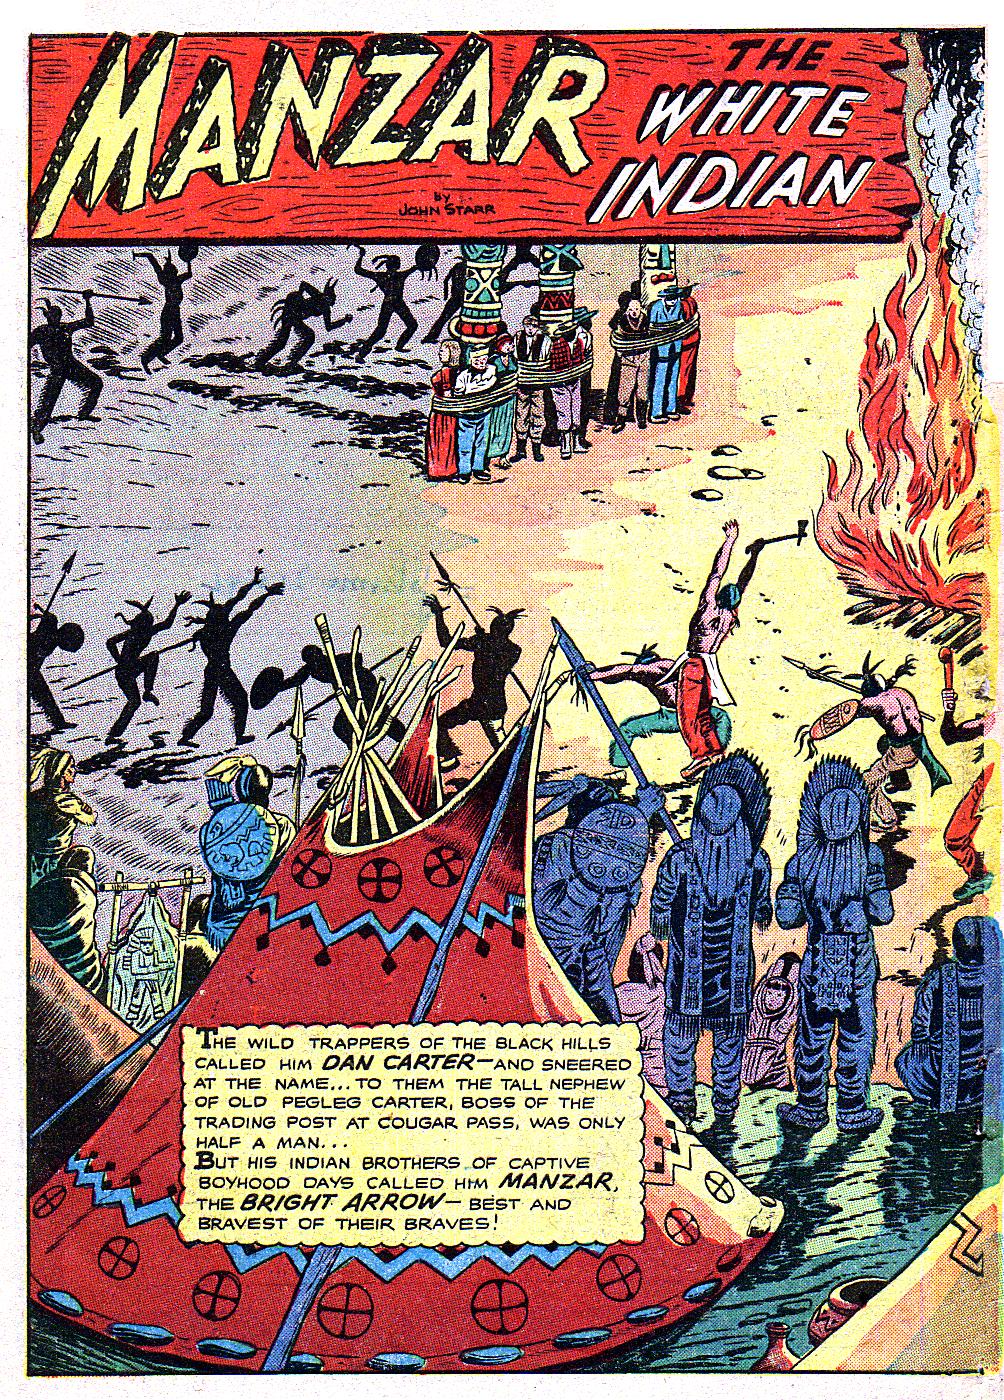 MANZAR
THE
WHITE
INDIAN
BY
JOHN STARR
THE WILD TRAPPERS OF THE BLACK HILLS
CALLED HIM DAN CARTER—AND SNEERED
AT THE NAME... TO THEM THE TALL NEPHEW
OF OLD PEGLEG CARTER, BOSS OF THE
TRADING POST AT COUGAR PASS, WAS ONLY
HALF A MAN...
BUT HIS INDIAN BROTHERS OF CAPTIVE
BOYHOOD DAYS CALLED HIM MANZAR,
THE BRIGHT ARROW— BEST AND
BRAVEST OF THEIR BRAVES!